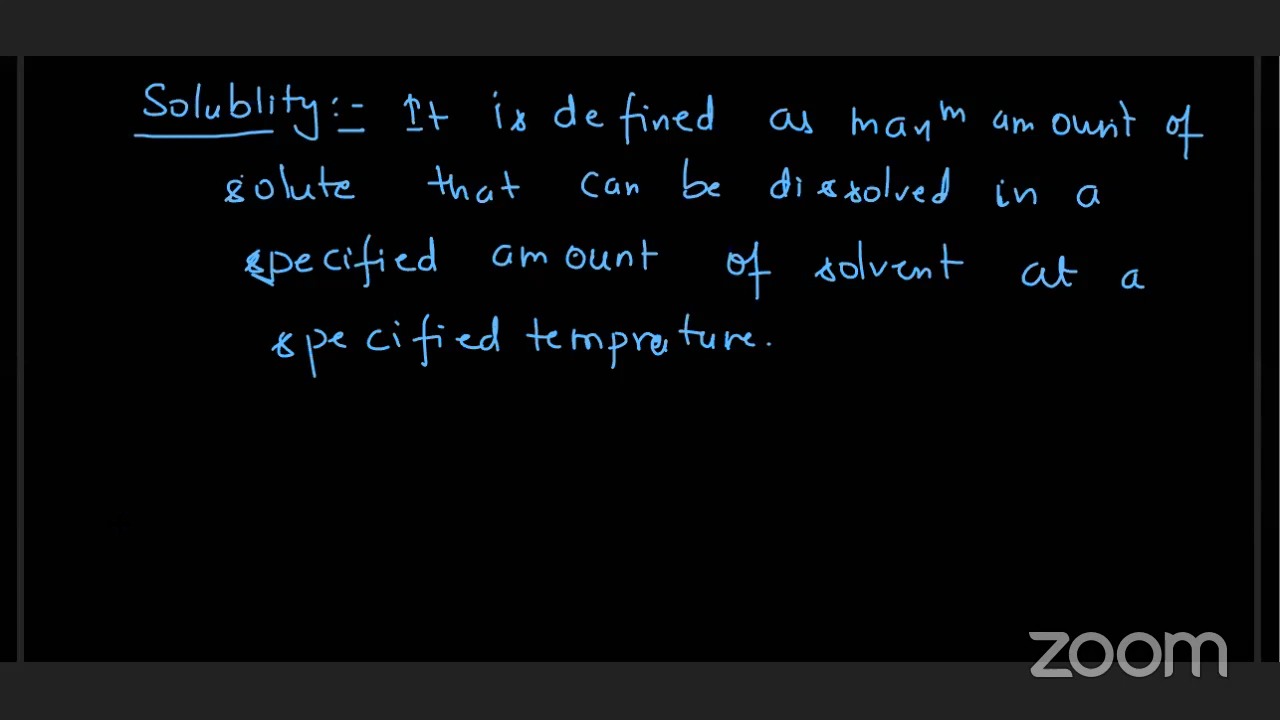 Solublity:- It is defined as maxᵐ amount of
solute that can be dissolved in a
specified amount of solvent at a
specified temprature.
zoom